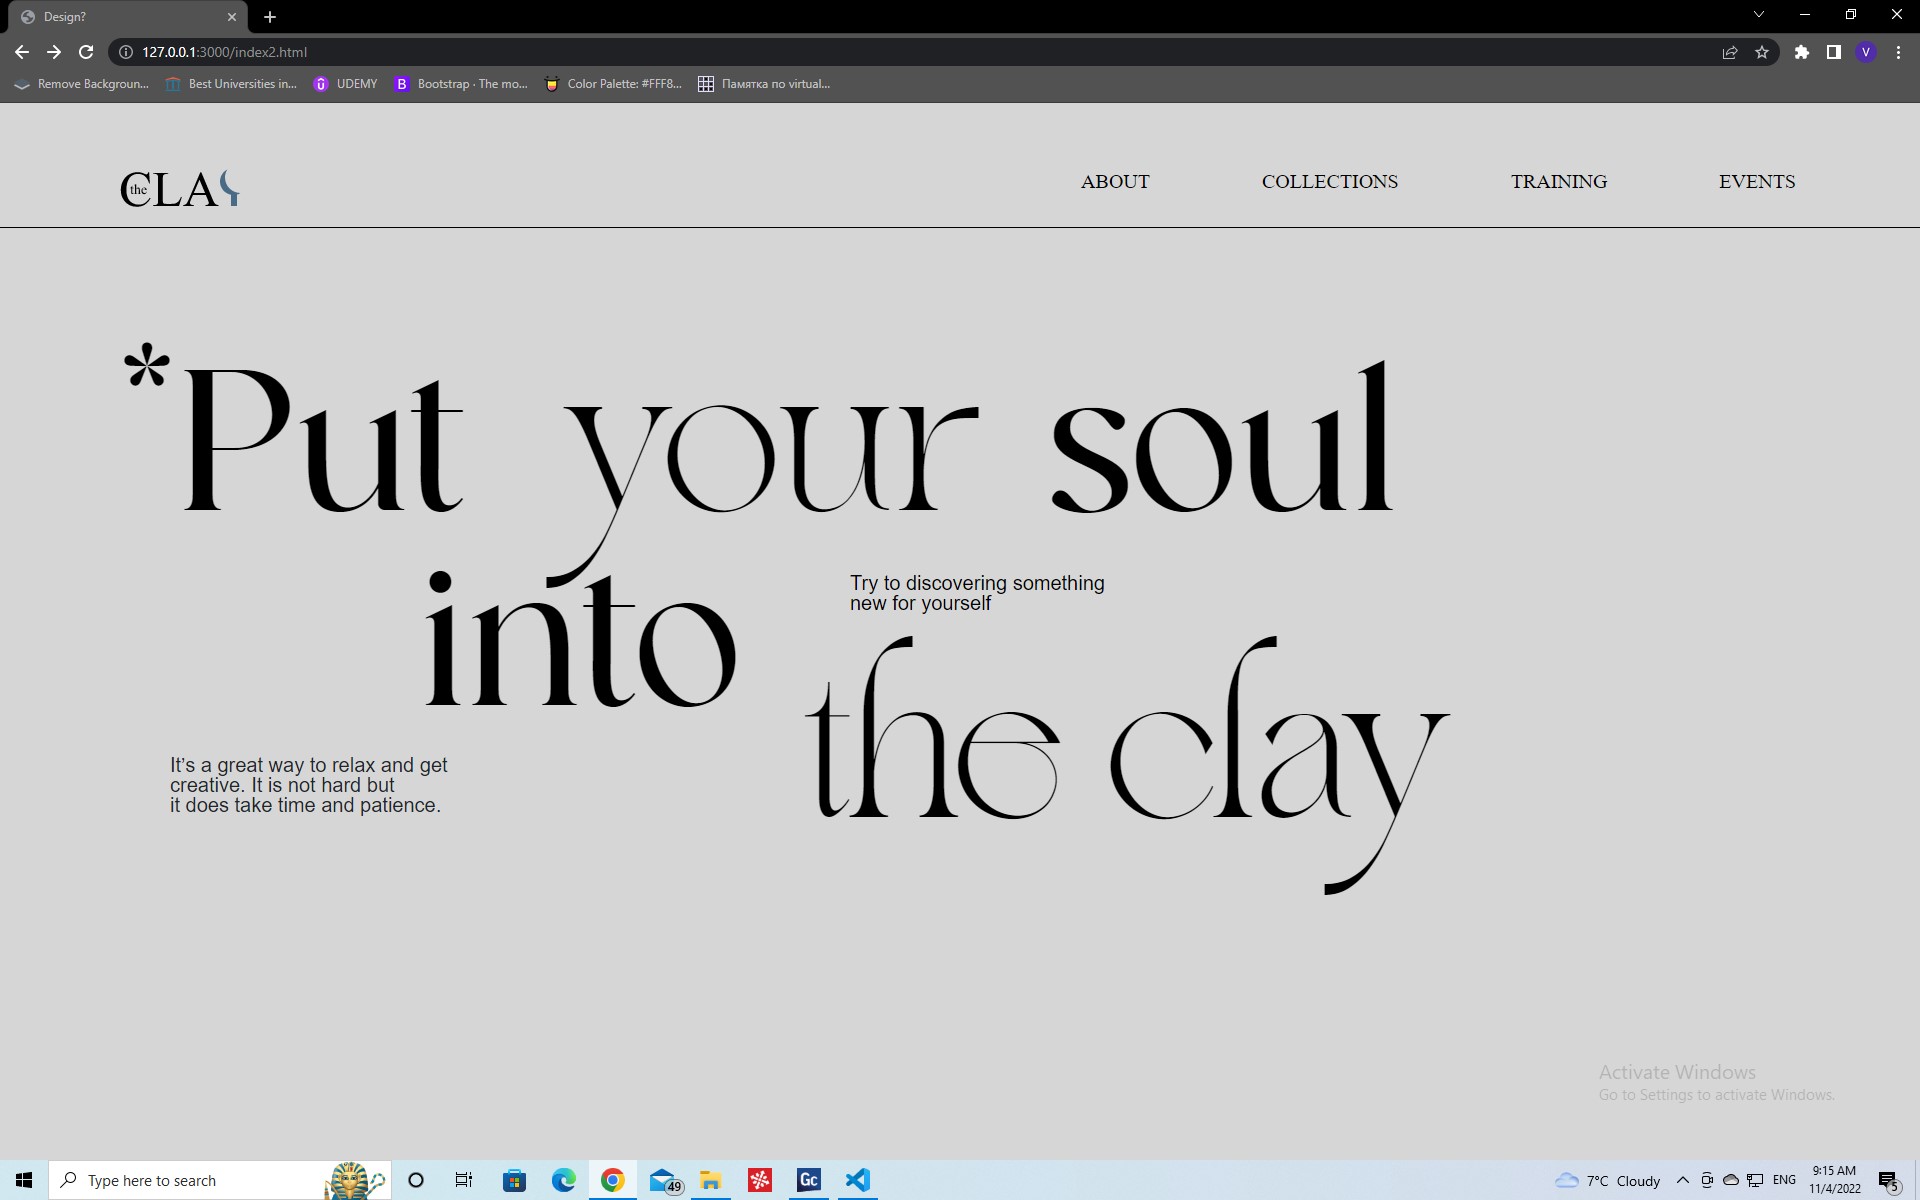 Design?
127.0.0.1:3000/index2.html
V
Remove Backgroun...
Best Universities in...
UDEMY
B
Bootstrap · The mo...
Color Palette: #FFF8...
Памятка по virtual...
the
CLAY
ABOUT
COLLECTIONS
TRAINING
EVENTS
*Put your soul
into
Try to discovering something
new for yourself
the clay
It’s a great way to relax and get
creative. It is not hard but
it does take time and patience.
Activate Windows
Go to Settings to activate Windows.
Type here to search
49
Gc
7°C Cloudy
ENG
9:15 AM
11/4/2022
5